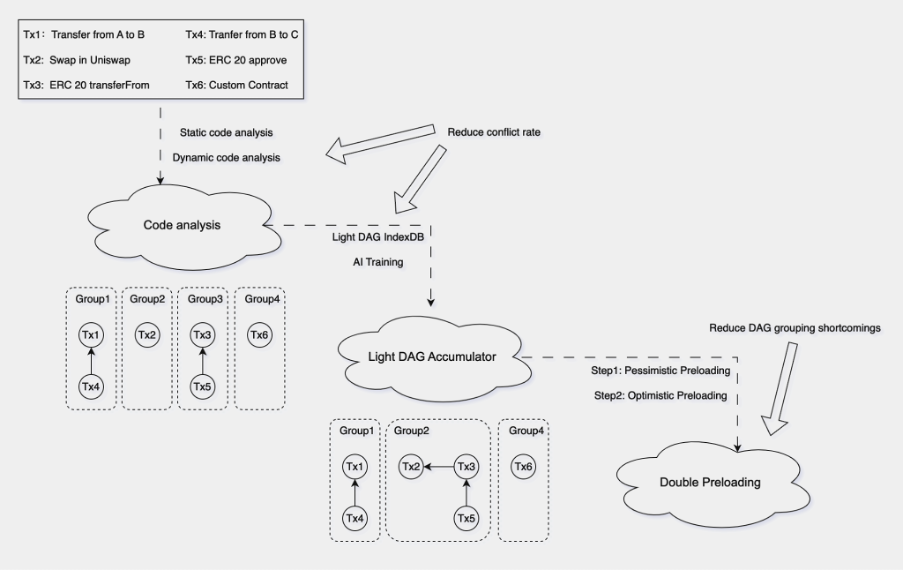 Tx1: Transfer from A to B
Tx4: Tranfer from B to C
Tx2: Swap in Uniswap
Tx5: ERC 20 approve
Tx3: ERC 20 transferFrom
Tx6: Custom Contract
Static code analysis
Dynamic code analysis
Reduce conflict rate
Code analysis
Light DAG IndexDB
AI Training
Group1
Group2
Group3
Group4
Tx1
Tx2
Tx3
Tx6
Tx4
Tx5
Light DAG Accumulator
Reduce DAG grouping shortcomings
Step1: Pessimistic Preloading
Step2: Optimistic Preloading
Group1
Group2
Group4
Tx1
Tx2
Tx3
Tx6
Tx4
Tx5
Double Preloading